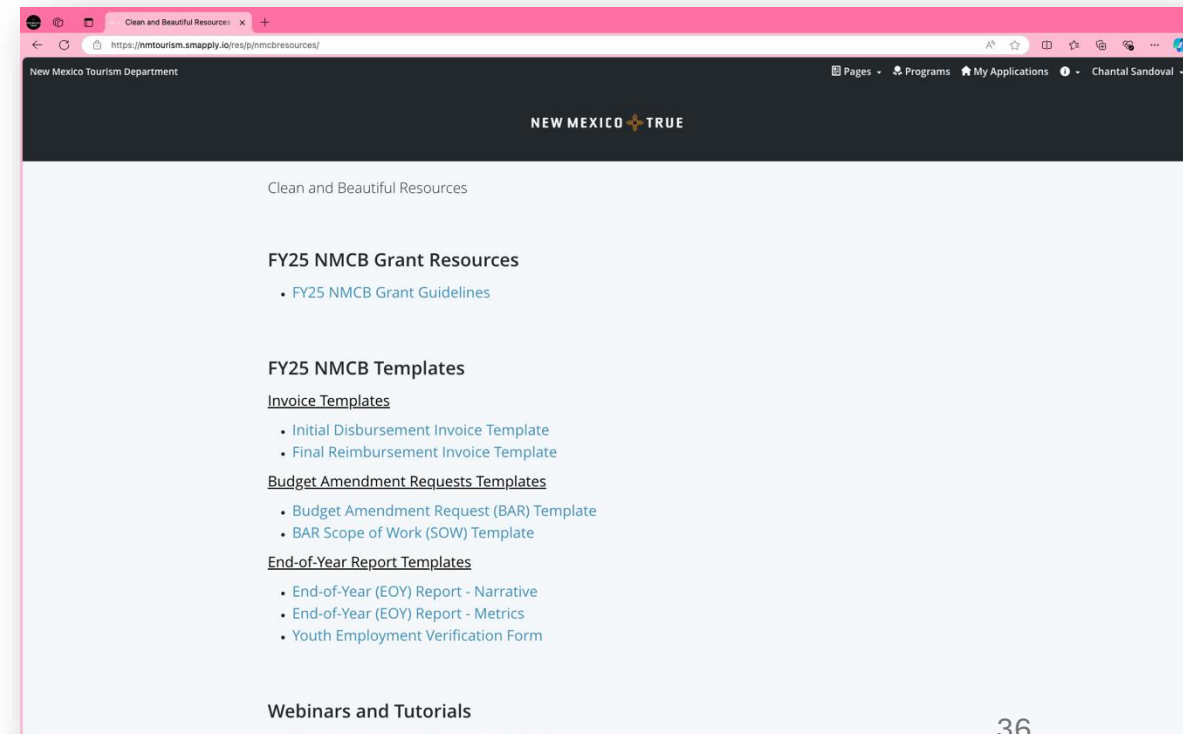 Clean and Beautiful Resources
https://nmtourism.smapply.io/res/p/nmcbresources/
New Mexico Tourism Department
Pages
Programs
My Applications
Chantal Sandoval
NEW MEXICO TRUE
Clean and Beautiful Resources
FY25 NMCB Grant Resources
• FY25 NMCB Grant Guidelines
FY25 NMCB Templates
Invoice Templates
• Initial Disbursement Invoice Template
• Final Reimbursement Invoice Template
Budget Amendment Requests Templates
• Budget Amendment Request (BAR) Template
• BAR Scope of Work (SOW) Template
End-of-Year Report Templates
• End-of-Year (EOY) Report - Narrative
• End-of-Year (EOY) Report - Metrics
• Youth Employment Verification Form
Webinars and Tutorials
36